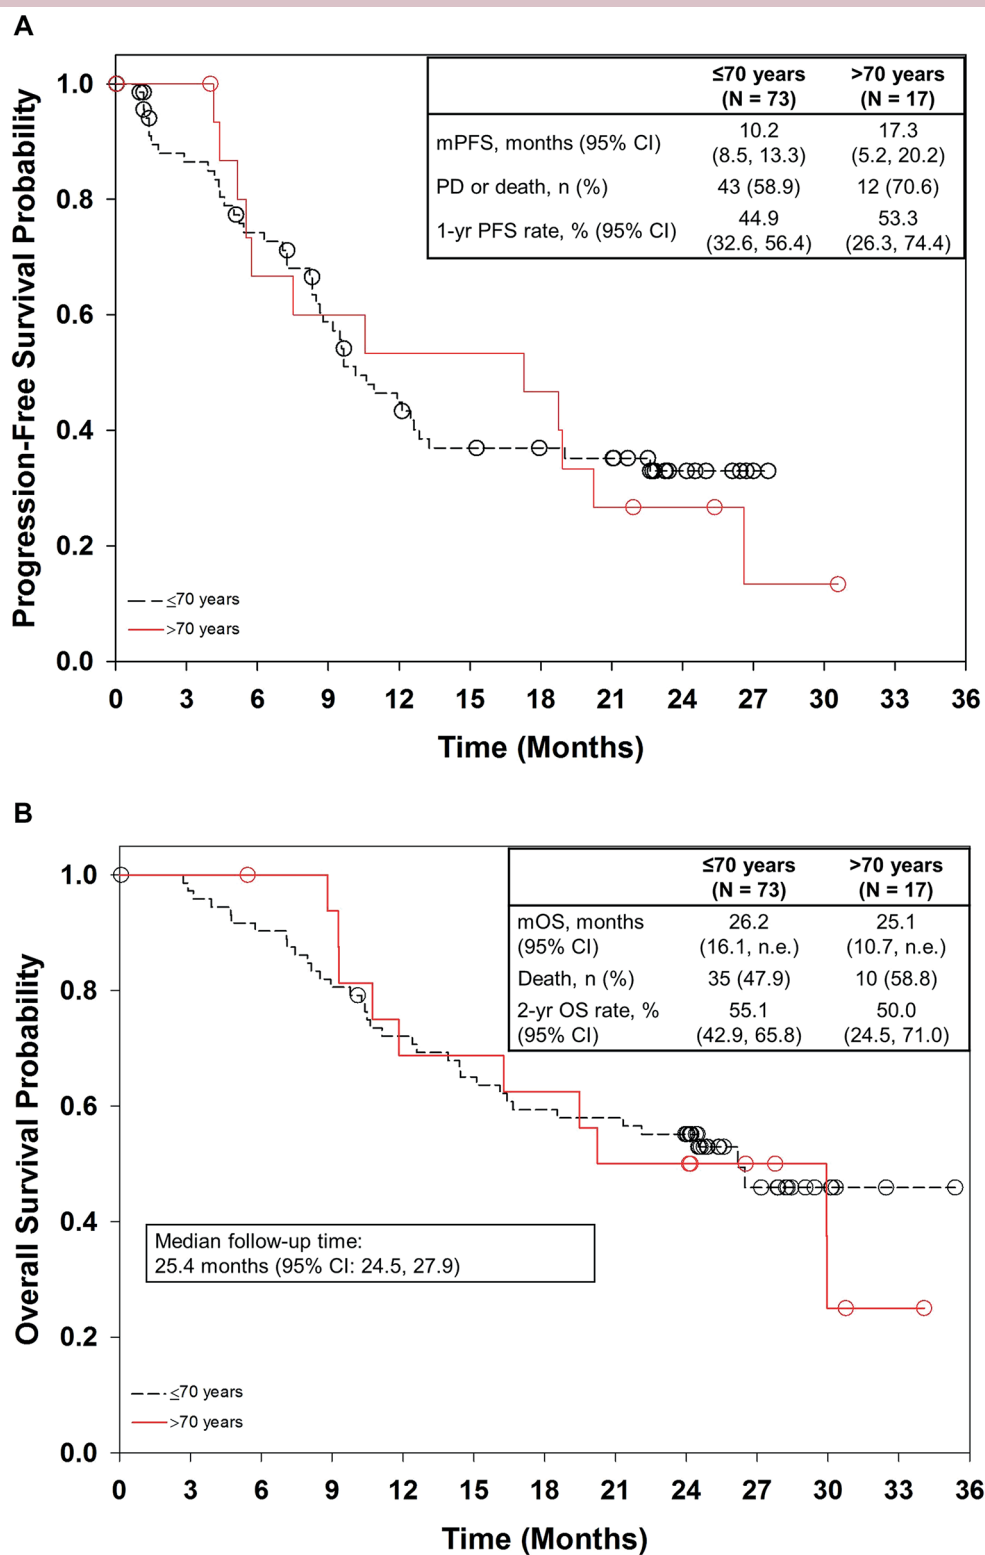 A
Progression-Free Survival Probability
1.0
0.8
0.6
0.4
0.2
0.0
≤70 years >70 years
(N = 73) (N = 17)
mPFS, months (95% CI) 10.2 17.3
(8.5, 13.3) (5.2, 20.2)
PD or death, n (%) 43 (58.9) 12 (70.6)
1-yr PFS rate, % (95% CI) 44.9 53.3
(32.6, 56.4) (26.3, 74.4)
≤70 years
>70 years
0 3 6 9 12 15 18 21 24 27 30 33 36
Time (Months)
B
Overall Survival Probability
1.0
0.8
0.6
0.4
0.2
0.0
≤70 years >70 years
(N = 73) (N = 17)
mOS, months 26.2 25.1
(95% CI) (16.1, n.e.) (10.7, n.e.)
Death, n (%) 35 (47.9) 10 (58.8)
2-yr OS rate, % 55.1 50.0
(95% CI) (42.9, 65.8) (24.5, 71.0)
Median follow-up time:
25.4 months (95% CI: 24.5, 27.9)
≤70 years
>70 years
0 3 6 9 12 15 18 21 24 27 30 33 36
Time (Months)